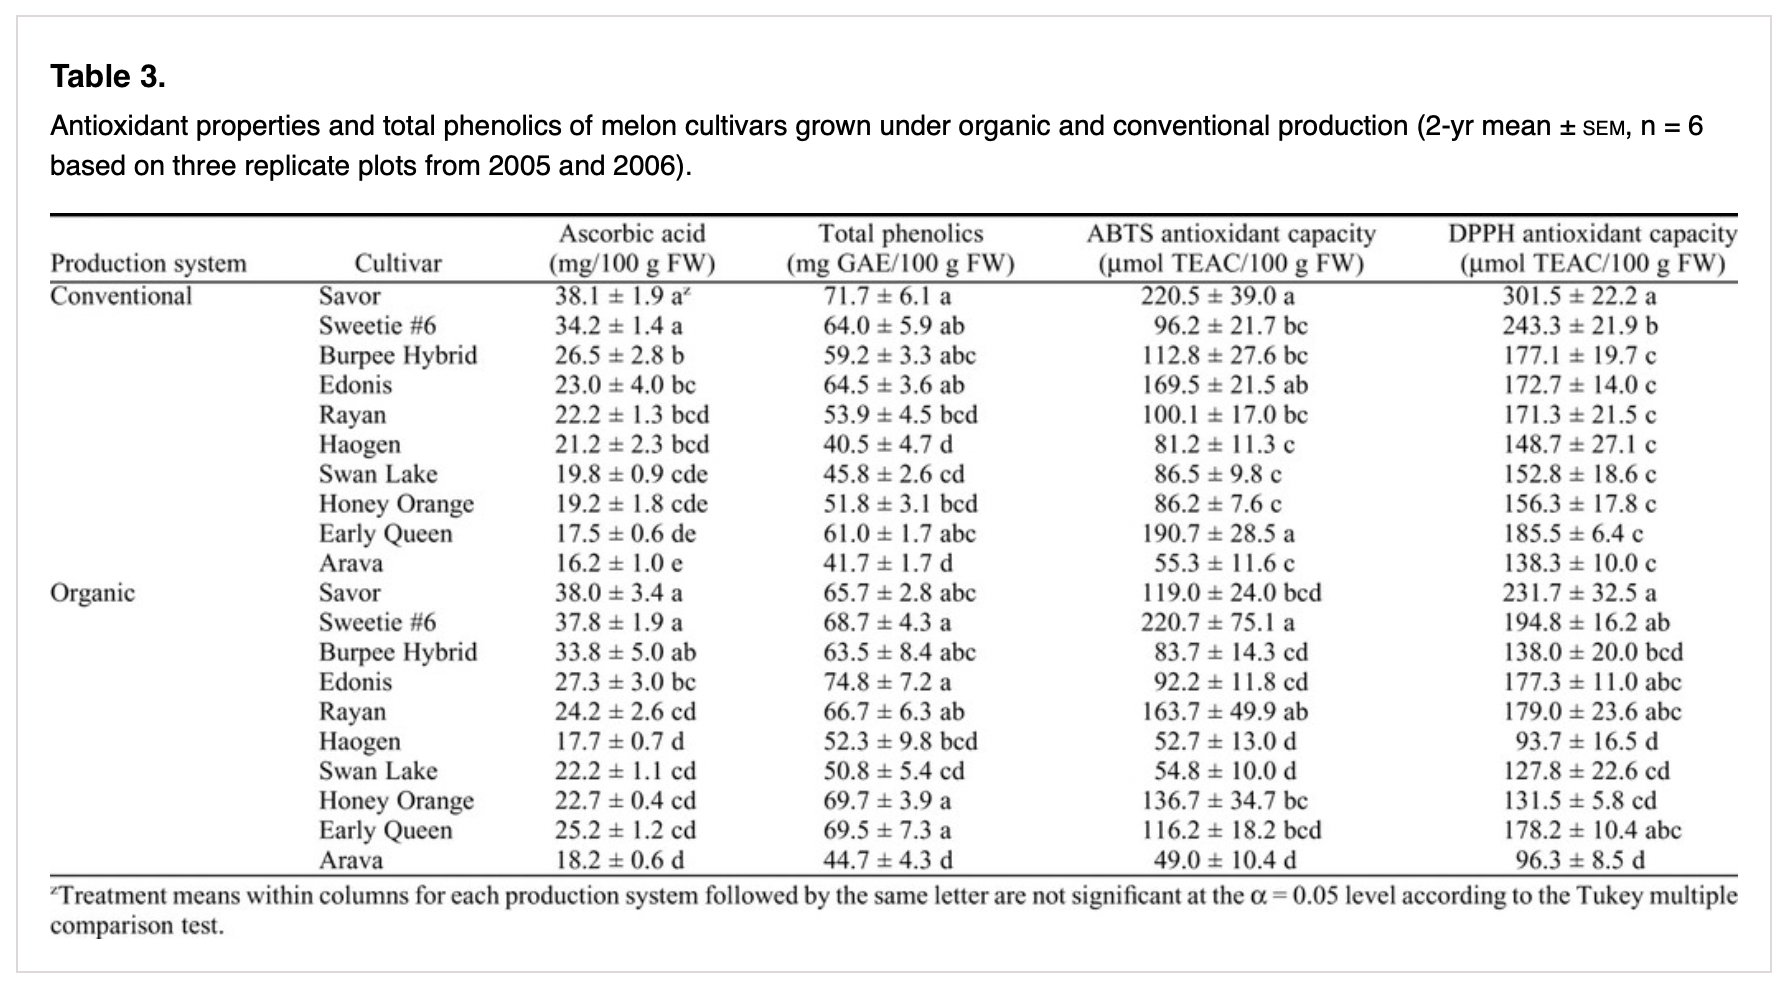 Table 3.
Antioxidant properties and total phenolics of melon cultivars grown under organic and conventional production (2-yr mean ± SEM, n = 6
based on three replicate plots from 2005 and 2006).
Ascorbic acid Total phenolics ABTS antioxidant capacity DPPH antioxidant capacity
Production system Cultivar (mg/100 g FW) (mg GAE/100 g FW) (μmol TEAC/100 g FW) (μmol TEAC/100 g FW)
Conventional Savor 38.1 ± 1.9 aᶻ 71.7 ± 6.1 a 220.5 ± 39.0 a 301.5 ± 22.2 a
Sweetie #6 34.2 ± 1.4 a 64.0 ± 5.9 ab 96.2 ± 21.7 bc 243.3 ± 21.9 b
Burpee Hybrid 26.5 ± 2.8 b 59.2 ± 3.3 abc 112.8 ± 27.6 bc 177.1 ± 19.7 c
Edonis 23.0 ± 4.0 bc 64.5 ± 3.6 ab 169.5 ± 21.5 ab 172.7 ± 14.0 c
Rayan 22.2 ± 1.3 bcd 53.9 ± 4.5 bcd 100.1 ± 17.0 bc 171.3 ± 21.5 c
Haogen 21.2 ± 2.3 bcd 40.5 ± 4.7 d 81.2 ± 11.3 c 148.7 ± 27.1 c
Swan Lake 19.8 ± 0.9 cde 45.8 ± 2.6 cd 86.5 ± 9.8 c 152.8 ± 18.6 c
Honey Orange 19.2 ± 1.8 cde 51.8 ± 3.1 bcd 86.2 ± 7.6 c 156.3 ± 17.8 c
Early Queen 17.5 ± 0.6 de 61.0 ± 1.7 abc 190.7 ± 28.5 a 185.5 ± 6.4 c
Arava 16.2 ± 1.0 e 41.7 ± 1.7 d 55.3 ± 11.6 c 138.3 ± 10.0 c
Organic Savor 38.0 ± 3.4 a 65.7 ± 2.8 abc 119.0 ± 24.0 bcd 231.7 ± 32.5 a
Sweetie #6 37.8 ± 1.9 a 68.7 ± 4.3 a 220.7 ± 75.1 a 194.8 ± 16.2 ab
Burpee Hybrid 33.8 ± 5.0 ab 63.5 ± 8.4 abc 83.7 ± 14.3 cd 138.0 ± 20.0 bcd
Edonis 27.3 ± 3.0 bc 74.8 ± 7.2 a 92.2 ± 11.8 cd 177.3 ± 11.0 abc
Rayan 24.2 ± 2.6 cd 66.7 ± 6.3 ab 163.7 ± 49.9 ab 179.0 ± 23.6 abc
Haogen 17.7 ± 0.7 d 52.3 ± 9.8 bcd 52.7 ± 13.0 d 93.7 ± 16.5 d
Swan Lake 22.2 ± 1.1 cd 50.8 ± 5.4 cd 54.8 ± 10.0 d 127.8 ± 22.6 cd
Honey Orange 22.7 ± 0.4 cd 69.7 ± 3.9 a 136.7 ± 34.7 bc 131.5 ± 5.8 cd
Early Queen 25.2 ± 1.2 cd 69.5 ± 7.3 a 116.2 ± 18.2 bcd 178.2 ± 10.4 abc
Arava 18.2 ± 0.6 d 44.7 ± 4.3 d 49.0 ± 10.4 d 96.3 ± 8.5 d
ᶻTreatment means within columns for each production system followed by the same letter are not significant at the α = 0.05 level according to the Tukey multiple
comparison test.